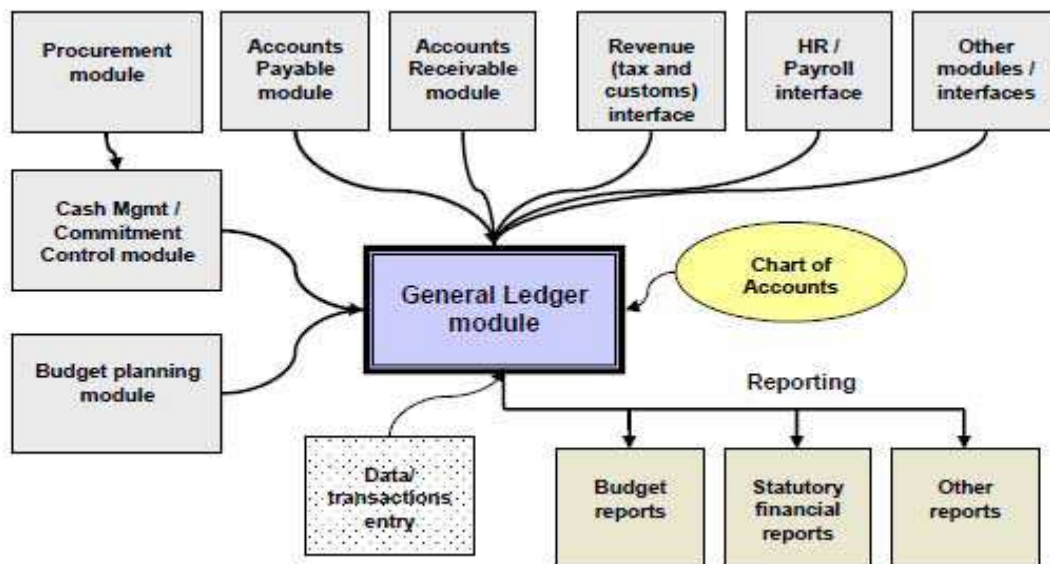 Procurement
module
Accounts
Payable
module
Accounts
Receivable
module
Revenue
(tax and
customs)
interface
HR /
Payroll
interface
Other
modules /
interfaces
Cash Mgmt /
Commitment
Control module
General Ledger
module
Chart of
Accounts
Budget planning
module
Reporting
Data/
transactions
entry
Budget
reports
Statutory
financial
reports
Other
reports